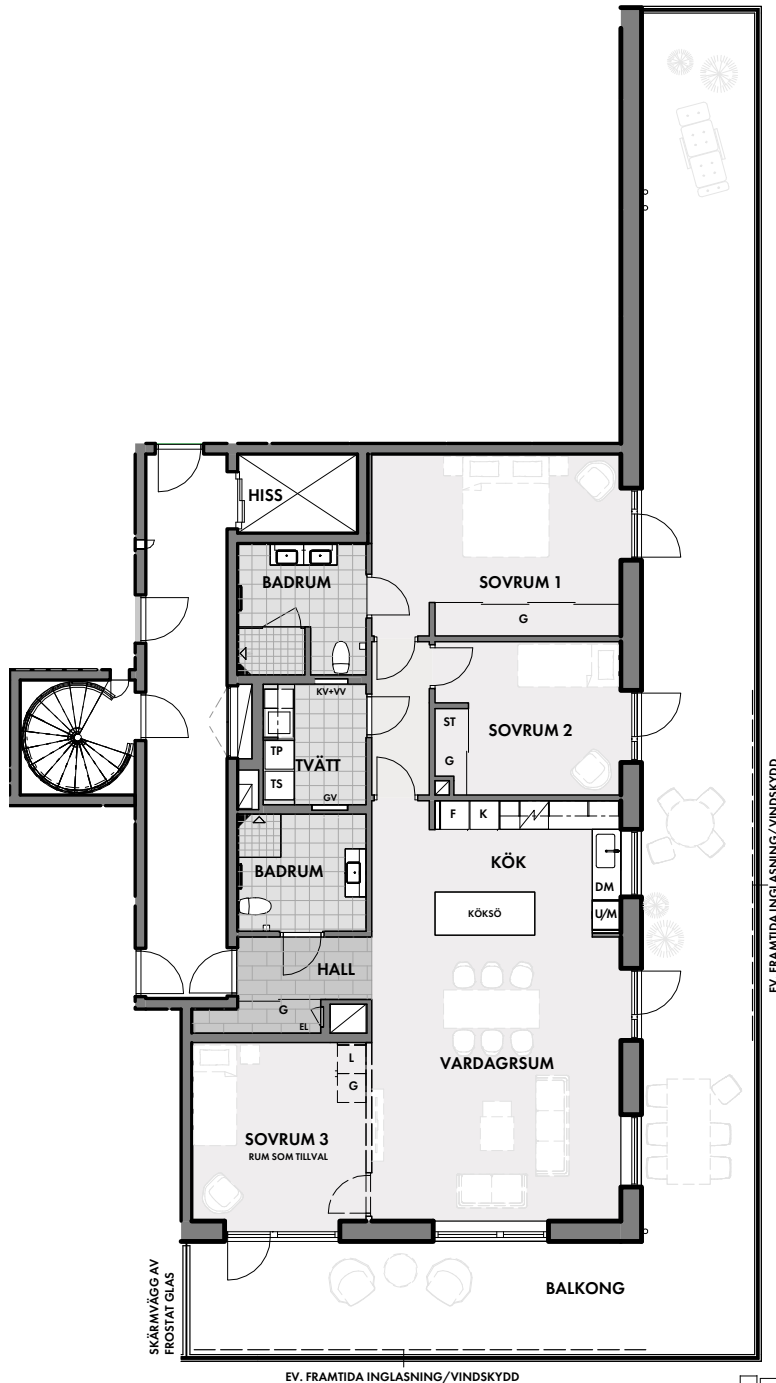 HISS
BADRUM
SOVRUM 1
G
KV+VV
ST
SOVRUM 2
TP
TVÄTT
G
TS
GV
F
K
KÖK
BADRUM
DM
KÖKSÖ
U/M
EV. FRAMTIDA INGLASNING/VINDSKYDD
HALL
G
EL
L
VARDAGRSUM
G
SOVRUM 3
RUM SOM TILLVAL
SKÄRMVÄGG AV
FROSTAT GLAS
BALKONG
EV. FRAMTIDA INGLASNING/VINDSKYDD